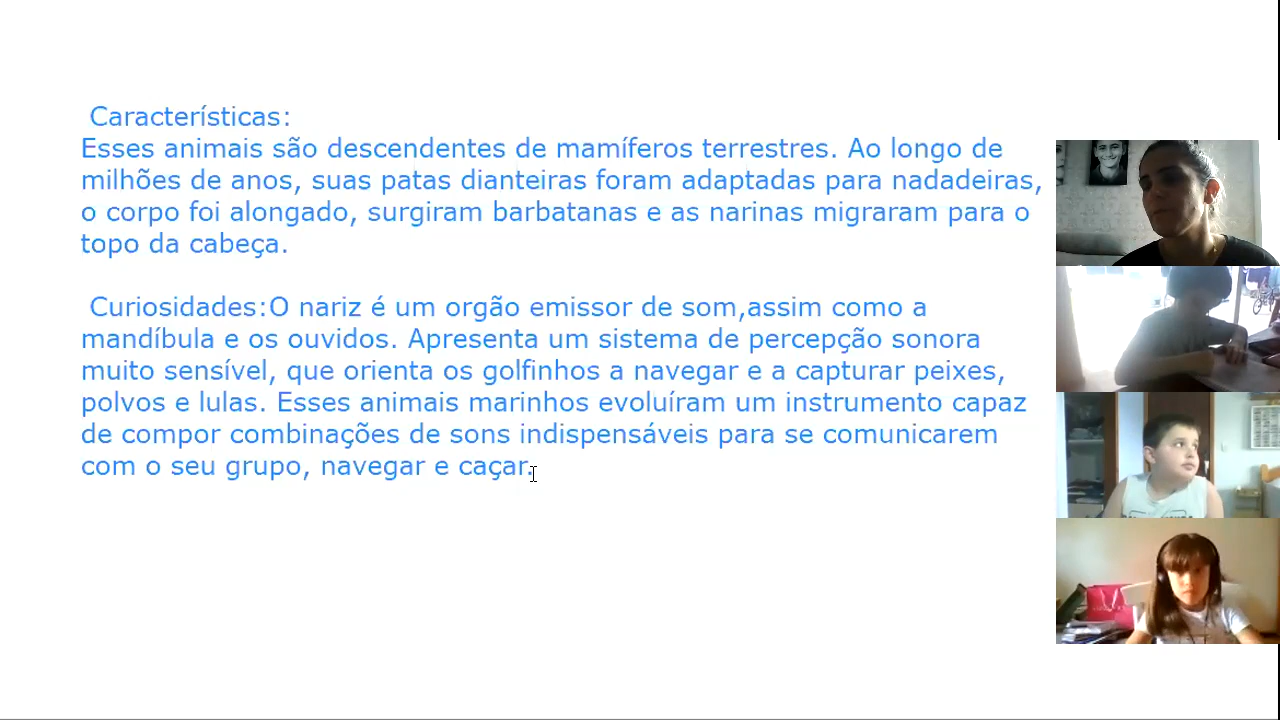 Características:
Esses animais são descendentes de mamíferos terrestres. Ao longo de
milhões de anos, suas patas dianteiras foram adaptadas para nadadeiras,
o corpo foi alongado, surgiram barbatanas e as narinas migraram para o
topo da cabeça.
Curiosidades:O nariz é um orgão emissor de som,assim como a
mandíbula e os ouvidos. Apresenta um sistema de percepção sonora
muito sensível, que orienta os golfinhos a navegar e a capturar peixes,
polvos e lulas. Esses animais marinhos evoluíram um instrumento capaz
de compor combinações de sons indispensáveis para se comunicarem
com o seu grupo, navegar e caçar.